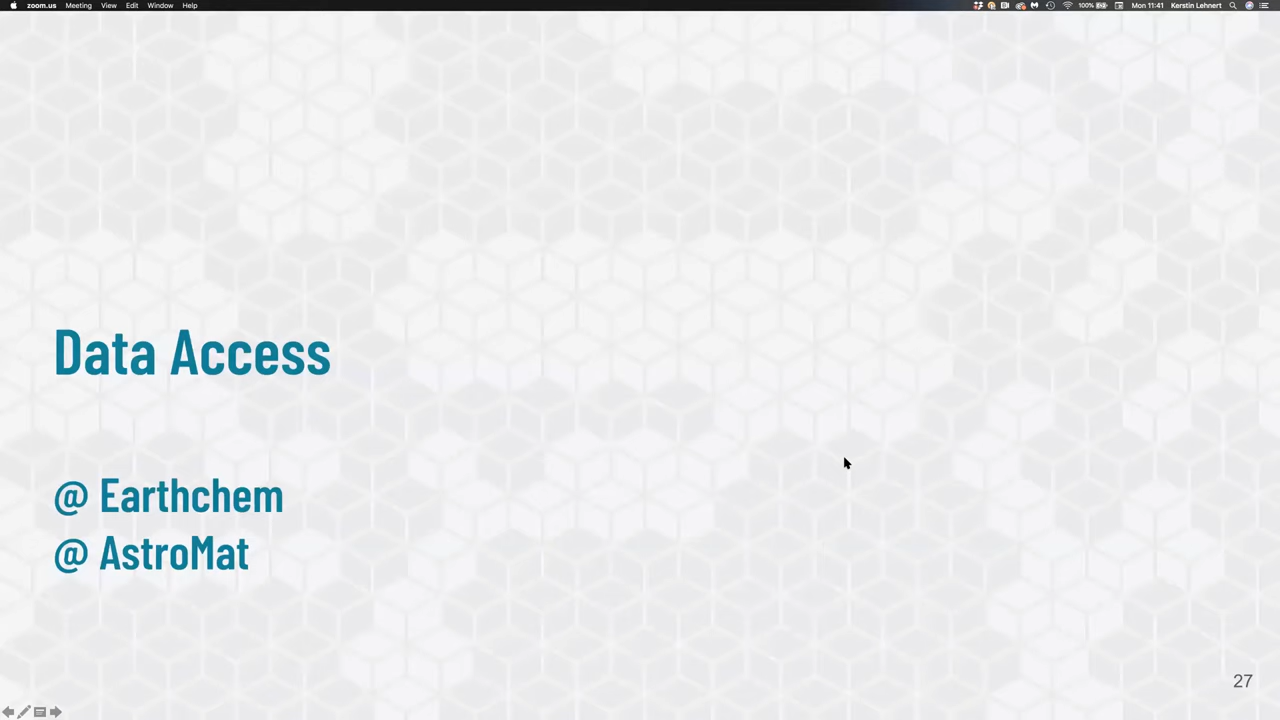 zoom.us Meeting View Edit Window Help 100% Mon 11:41 Kerstin Lehnert
Data Access
@ Earthchem
@ AstroMat
27